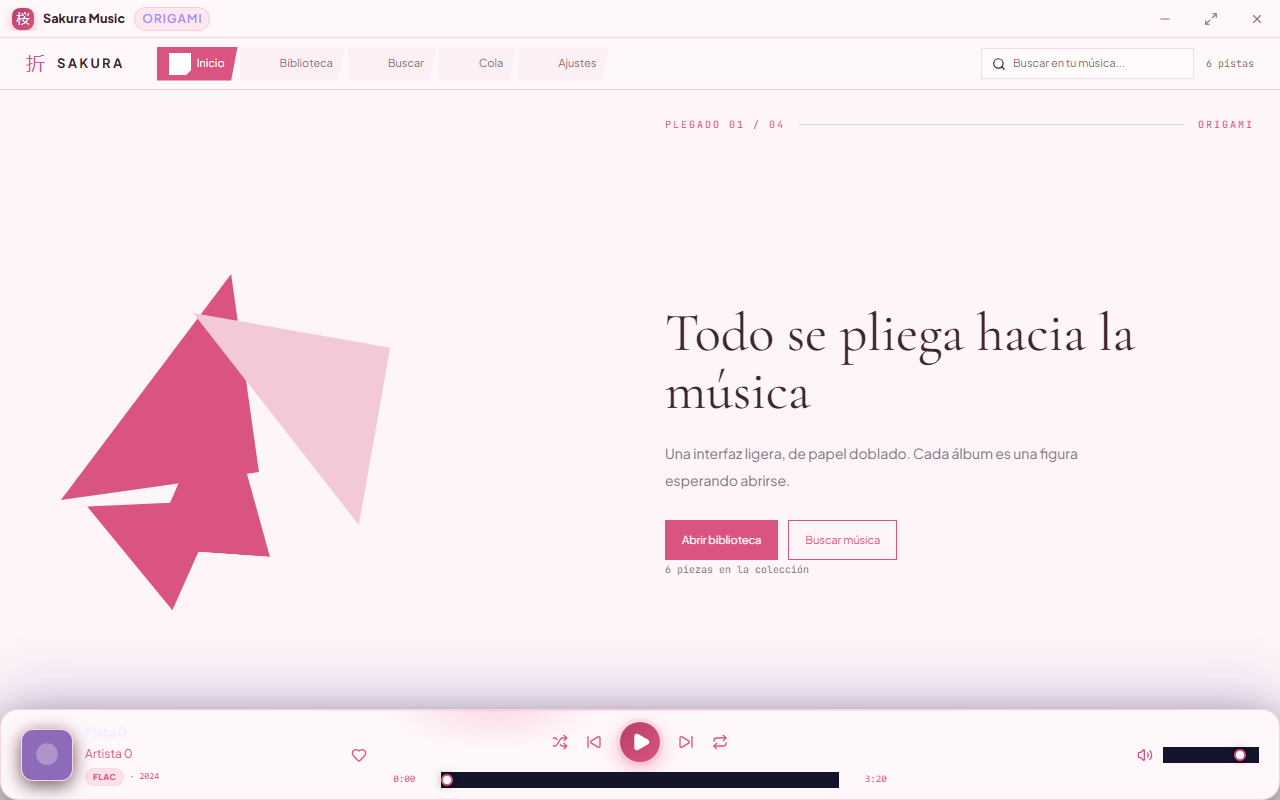 桜 Sakura Music ORIGAMI
折 SAKURA Inicio Biblioteca Buscar Cola Ajustes Buscar en tu música... 6 pistas
PLEGADO 01 / 04 ORIGAMI
Todo se pliega hacia la
música
Una interfaz ligera, de papel doblado. Cada álbum es una figura
esperando abrirse.
Abrir biblioteca Buscar música
6 piezas en la colección
Pista 0
Artista 0
FLAC · 2024
0:00 3:20